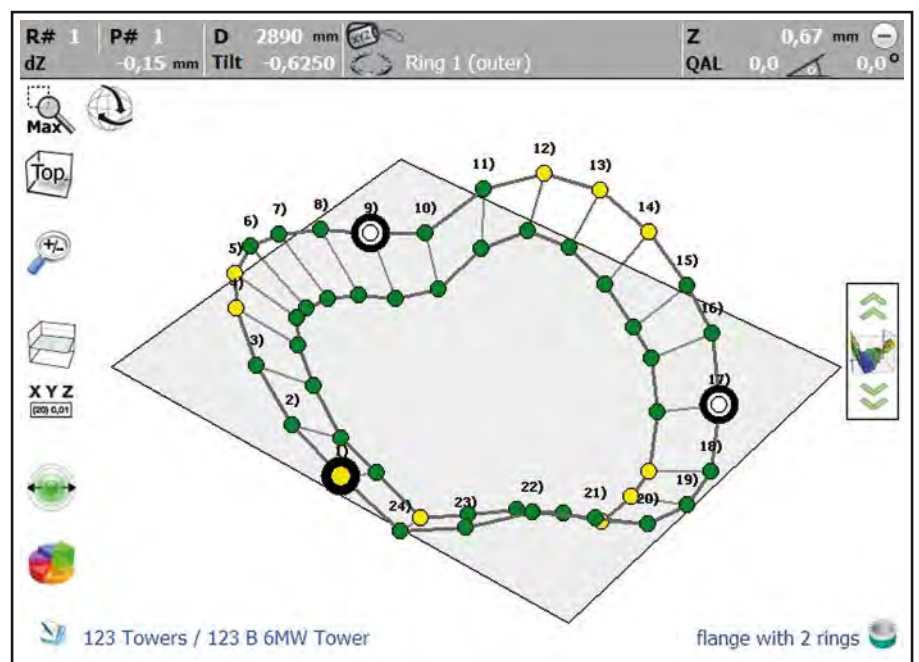 R# 1 P# 1 D 2890 mm XYZ Z 0,67 mm
dZ -0,15 mm Tilt -0,6250 Ring 1 (outer) QAL 0,0 0,0°
Max
Top
+/-
X Y Z
(20) 0,01
12)
11) 13)
8) 9) 10) 14)
6) 7)
5) 15)
4) 16)
3)
17)
2)
1) 18)
22) 21) 19)
24) 23) 20)
123 Towers / 123 B 6MW Tower flange with 2 rings